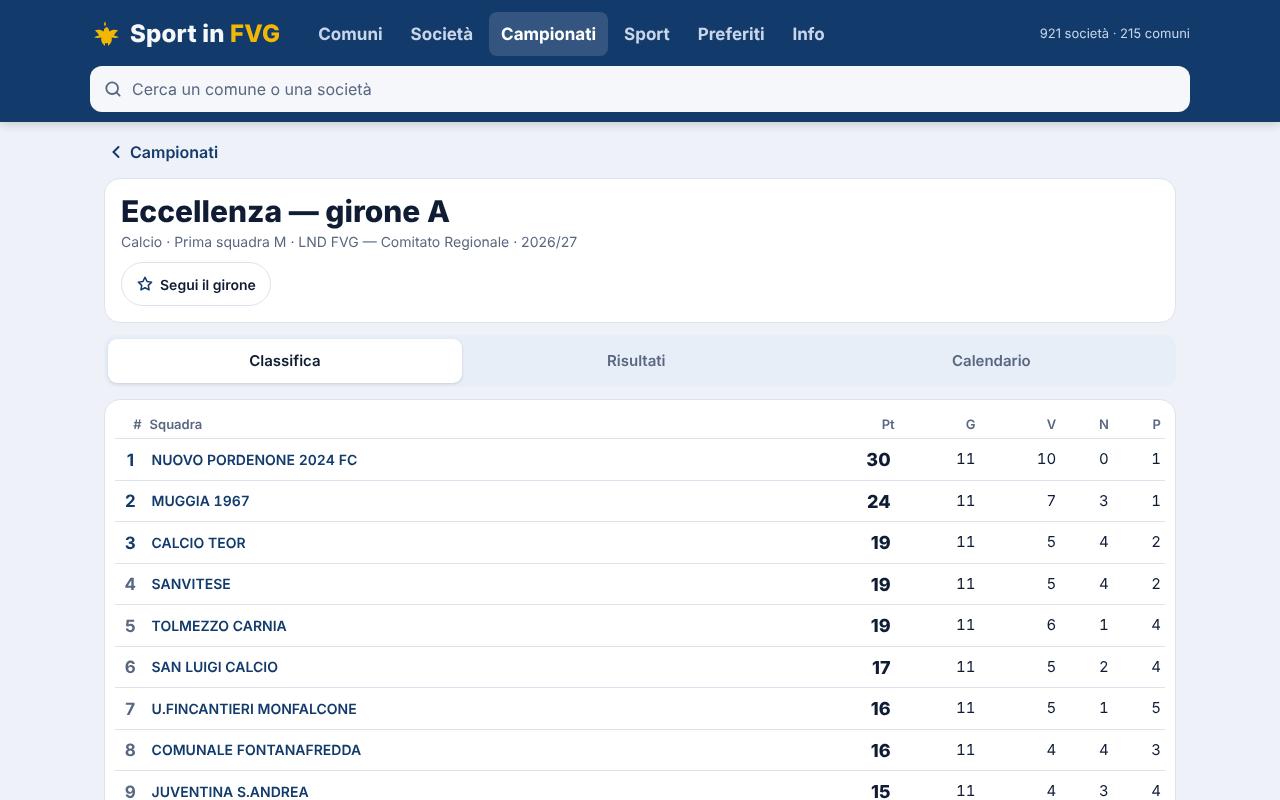 Sport in FVG
Comuni Società Campionati Sport Preferiti Info
921 società · 215 comuni
Cerca un comune o una società
Campionati
Eccellenza — girone A
Calcio · Prima squadra M · LND FVG — Comitato Regionale · 2026/27
Segui il girone
Classifica Risultati Calendario
# Squadra Pt G V N P
1 NUOVO PORDENONE 2024 FC 30 11 10 0 1
2 MUGGIA 1967 24 11 7 3 1
3 CALCIO TEOR 19 11 5 4 2
4 SANVITESE 19 11 5 4 2
5 TOLMEZZO CARNIA 19 11 6 1 4
6 SAN LUIGI CALCIO 17 11 5 2 4
7 U.FINCANTIERI MONFALCONE 16 11 5 1 5
8 COMUNALE FONTANAFREDDA 16 11 4 4 3
9 JUVENTINA S.ANDREA 15 11 4 3 4